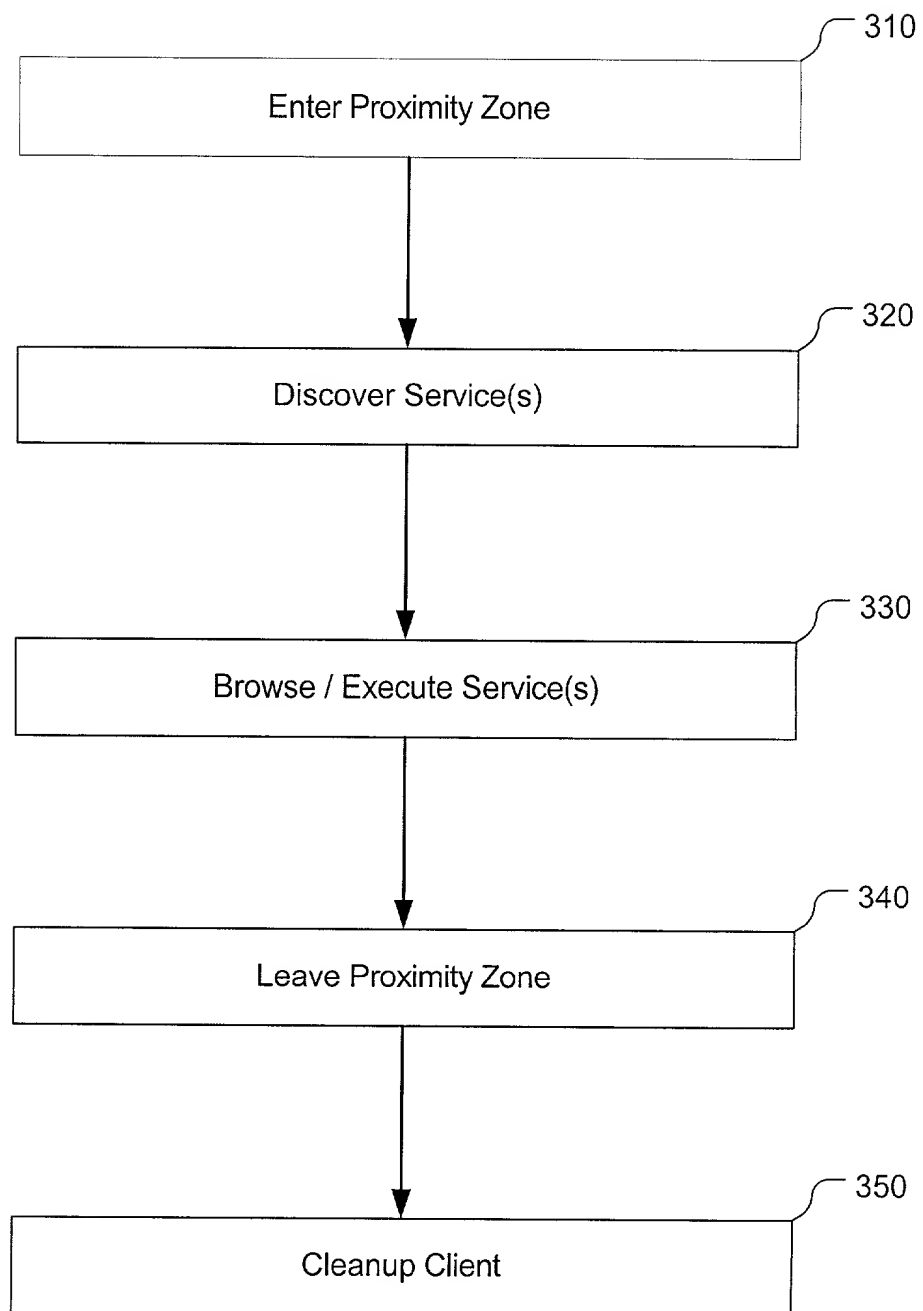 310
Enter Proximity Zone
320
Discover Service(s)
330
Browse / Execute Service(s)
340
Leave Proximity Zone
350
Cleanup Client